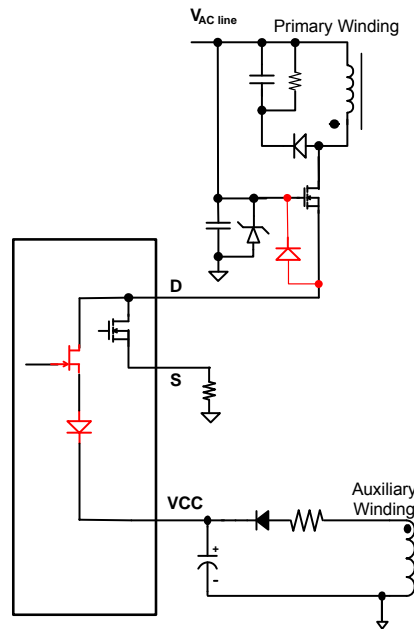 VAC line
Primary Winding
D
S
VCC
Auxiliary
Winding
+
-